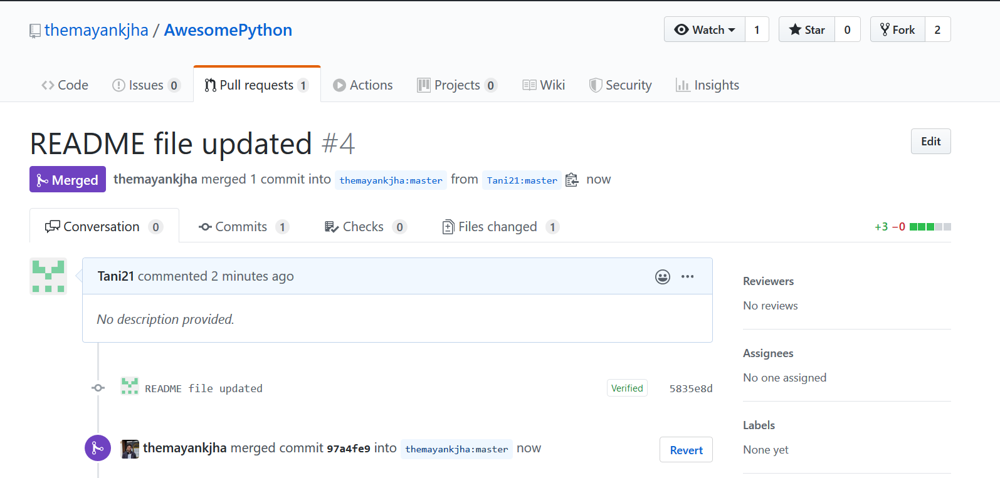 themayankjha / AwesomePython
Watch 1 Star 0 Fork 2
Code Issues 0 Pull requests 1 Actions Projects 0 Wiki Security Insights
README file updated #4 Edit
Merged themayankjha merged 1 commit into themayankjha:master from Tani21:master now
Conversation 0 Commits 1 Checks 0 Files changed 1 +3 −0
Tani21 commented 2 minutes ago
No description provided.
README file updated Verified 5835e8d
themayankjha merged commit 97a4fe9 into themayankjha:master now Revert
Reviewers
No reviews
Assignees
No one assigned
Labels
None yet